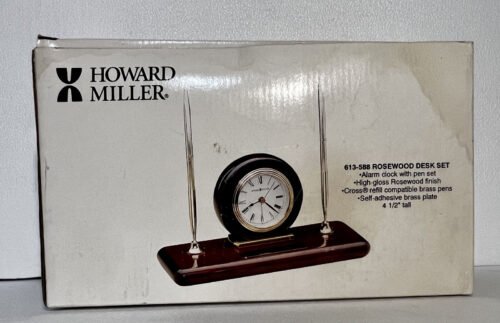 HOWARD
MILLER®
613-588 ROSEWOOD DESK SET
•Alarm clock with pen set
•High-gloss Rosewood finish
•Cross® refill compatible brass pens
•Self-adhesive brass plate
4 1/2" tall